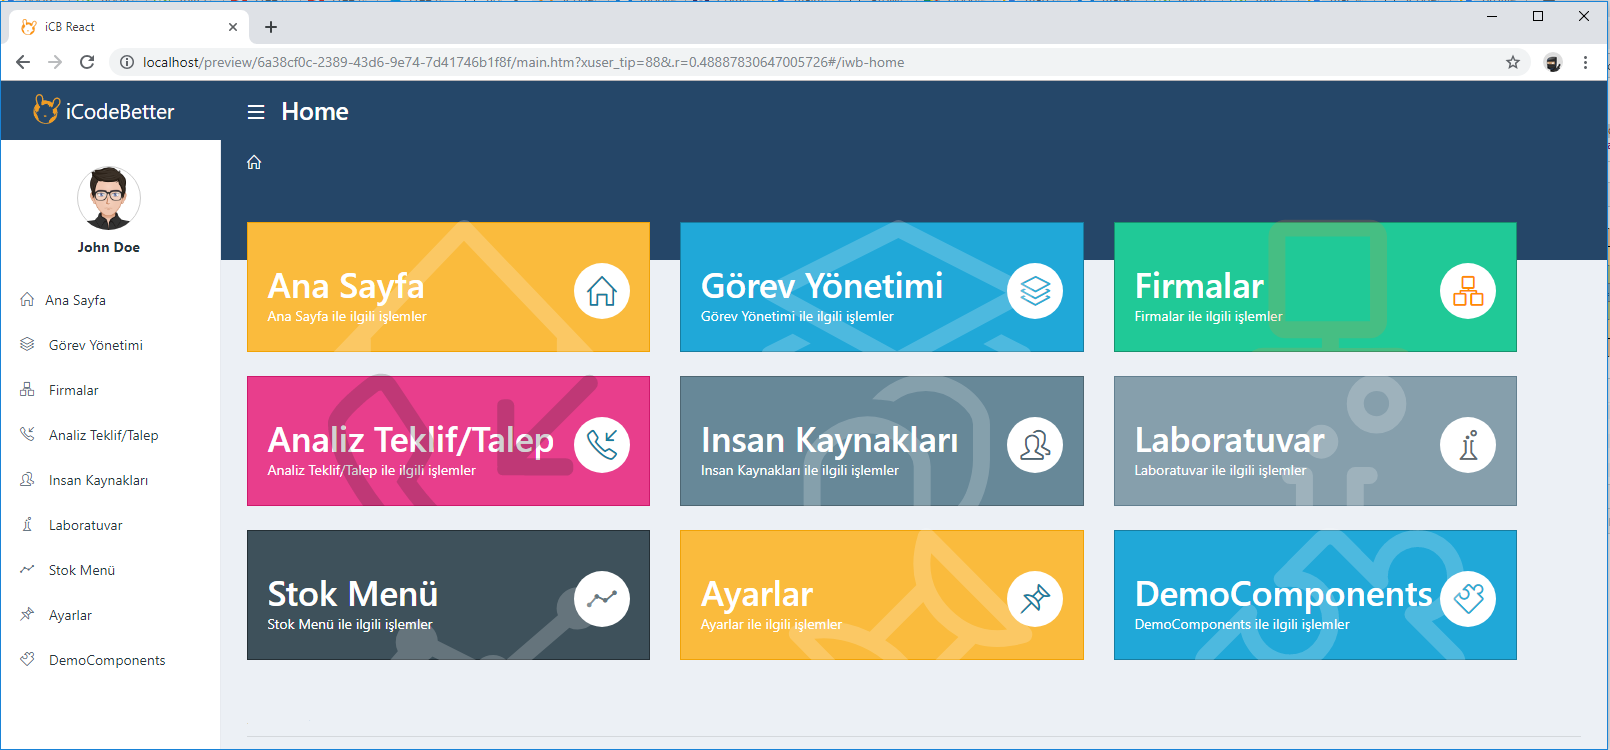 iCB React
localhost/preview/6a38cf0c-2389-43d6-9e74-7d41746b1f8f/main.htm?xuser_tip=88&.r=0.48887830647005726#/iwb-home
iCodeBetter
Home
John Doe
Ana Sayfa
Görev Yönetimi
Firmalar
Analiz Teklif/Talep
Insan Kaynakları
Laboratuvar
Stok Menü
Ayarlar
DemoComponents
Ana Sayfa
Ana Sayfa ile ilgili işlemler
Görev Yönetimi
Görev Yönetimi ile ilgili işlemler
Firmalar
Firmalar ile ilgili işlemler
Analiz Teklif/Talep
Analiz Teklif/Talep ile ilgili işlemler
Insan Kaynakları
Insan Kaynakları ile ilgili işlemler
Laboratuvar
Laboratuvar ile ilgili işlemler
Stok Menü
Stok Menü ile ilgili işlemler
Ayarlar
Ayarlar ile ilgili işlemler
DemoComponents
DemoComponents ile ilgili işlemler